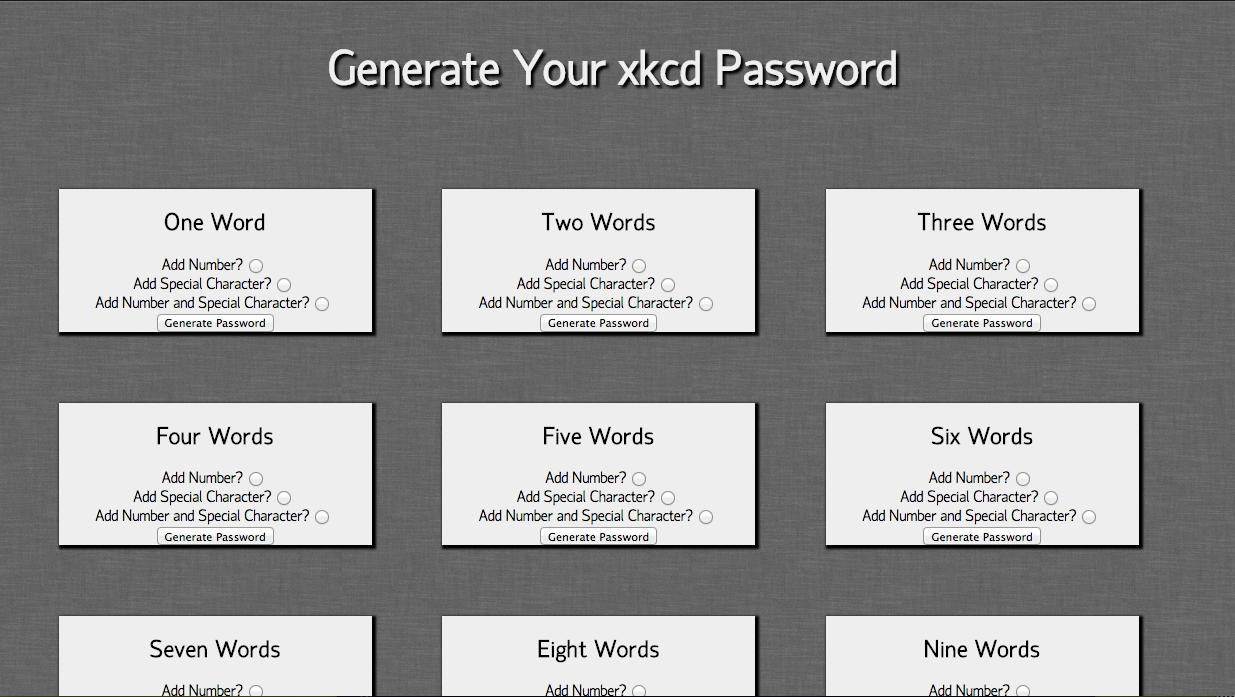 Generate Your xkcd Password
One Word
Add Number?
Add Special Character?
Add Number and Special Character?
Generate Password
Two Words
Add Number?
Add Special Character?
Add Number and Special Character?
Generate Password
Three Words
Add Number?
Add Special Character?
Add Number and Special Character?
Generate Password
Four Words
Add Number?
Add Special Character?
Add Number and Special Character?
Generate Password
Five Words
Add Number?
Add Special Character?
Add Number and Special Character?
Generate Password
Six Words
Add Number?
Add Special Character?
Add Number and Special Character?
Generate Password
Seven Words
Add Number?
Eight Words
Add Number?
Nine Words
Add Number?